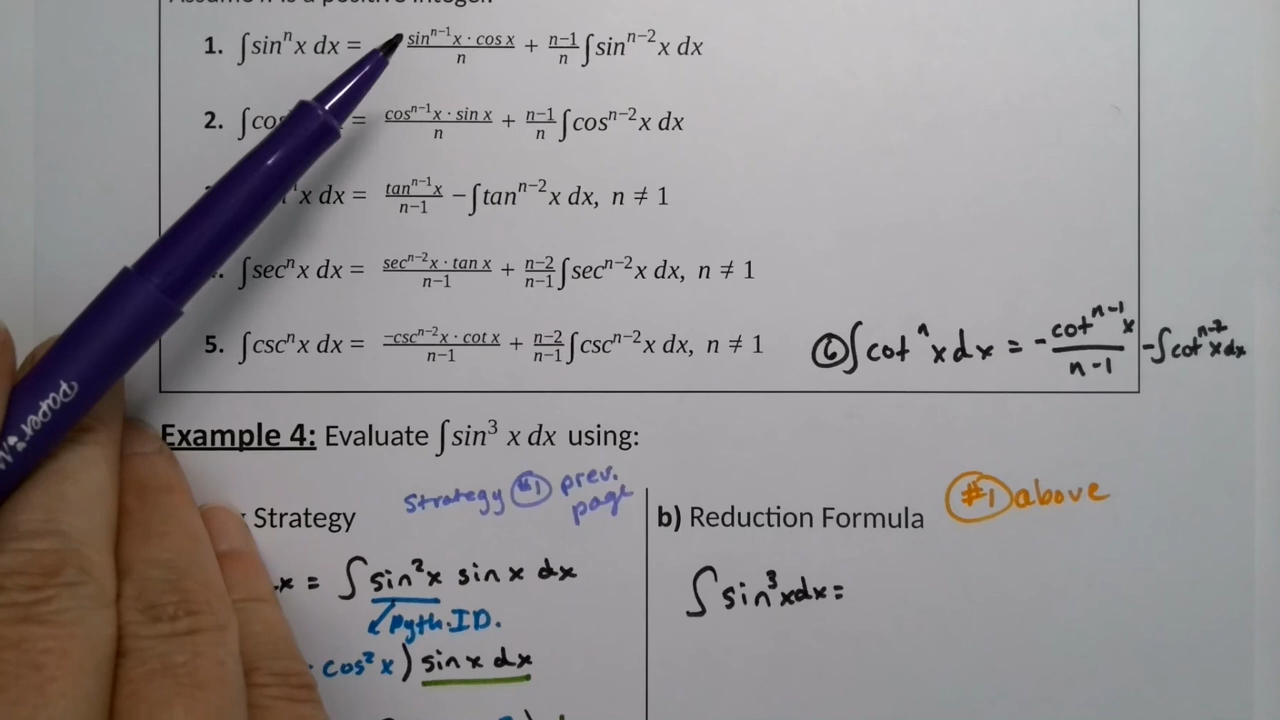 1. ∫sinⁿx dx = sinⁿ⁻¹x · cos x / n + n−1/n ∫sinⁿ⁻²x dx
2. ∫cos = cosⁿ⁻¹x · sin x / n + n−1/n ∫cosⁿ⁻²x dx
x dx = tanⁿ⁻¹x / n−1 − ∫tanⁿ⁻²x dx, n ≠ 1
∫secⁿx dx = secⁿ⁻²x · tan x / n−1 + n−2/n−1 ∫secⁿ⁻²x dx, n ≠ 1
5. ∫cscⁿx dx = −cscⁿ⁻²x · cot x / n−1 + n−2/n−1 ∫cscⁿ⁻²x dx, n ≠ 1
⑥ ∫cotⁿx dx = − cotⁿ⁻¹x / n−1 − ∫cotⁿ⁻²x dx
Example 4: Evaluate ∫sin³ x dx using:
Strategy #1 prev. page
#1 above
Strategy
b) Reduction Formula
x = ∫ sin²x sin x dx
∫ sin³xdx =
Pyth. ID.
cos²x) sin x dx
PaperM